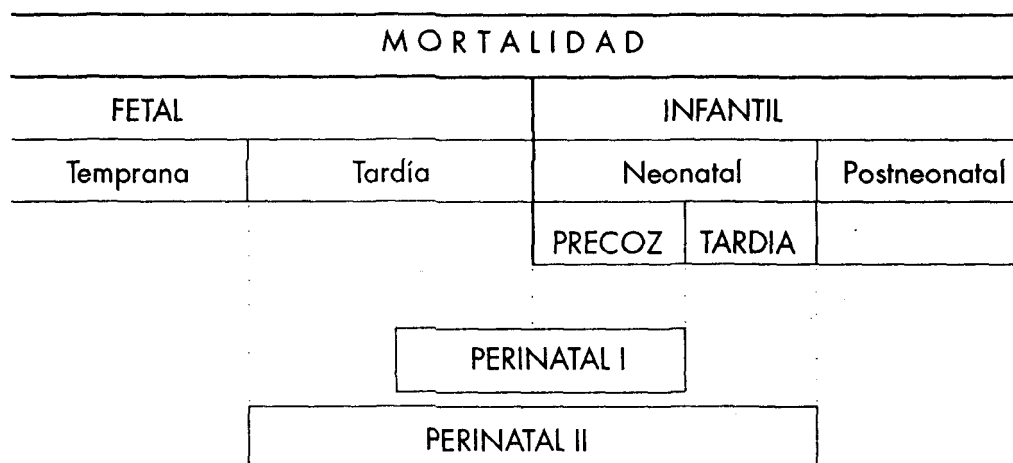 MORTALIDAD
FETAL INFANTIL
Temprana Tardía Neonatal Postneonatal
PRECOZ TARDIA
PERINATAL I
PERINATAL II